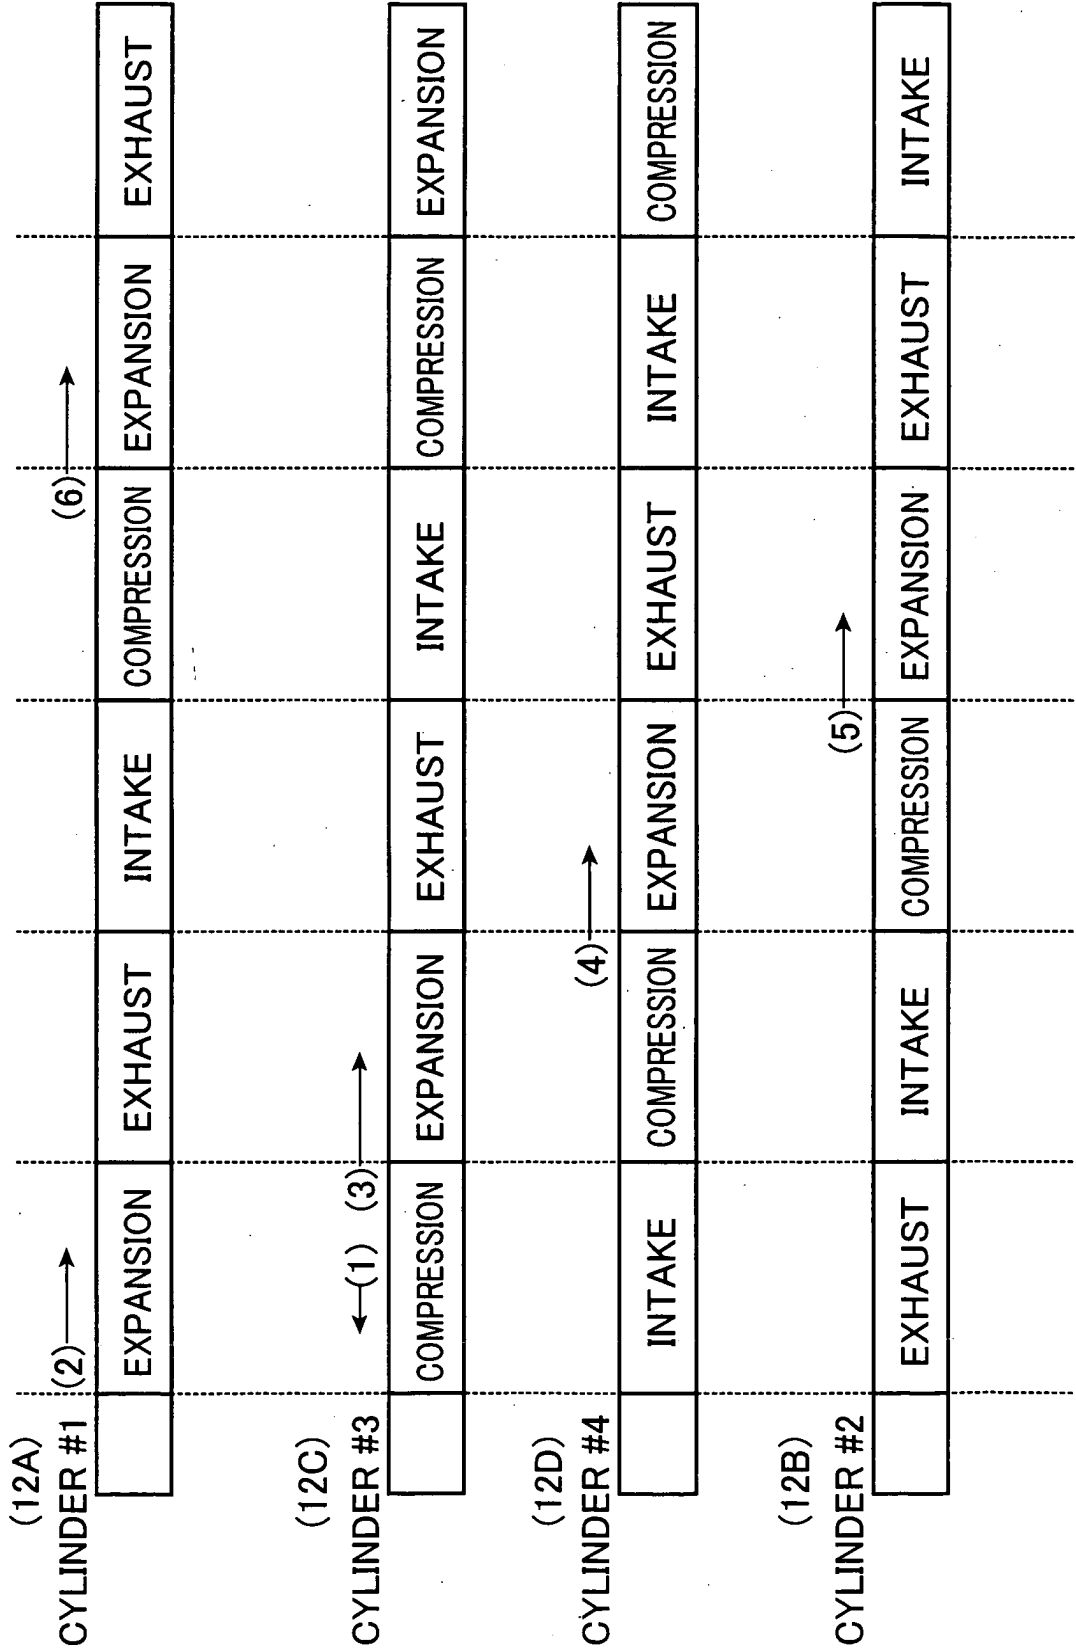 (12A)
CYLINDER #1
(2)
(6)
EXPANSION EXHAUST INTAKE COMPRESSION EXPANSION EXHAUST
(12C)
CYLINDER #3
(1) (3)
COMPRESSION EXPANSION EXHAUST INTAKE COMPRESSION EXPANSION
(12D)
CYLINDER #4
(4)
INTAKE COMPRESSION EXPANSION EXHAUST INTAKE COMPRESSION
(12B)
CYLINDER #2
(5)
EXHAUST INTAKE COMPRESSION EXPANSION EXHAUST INTAKE